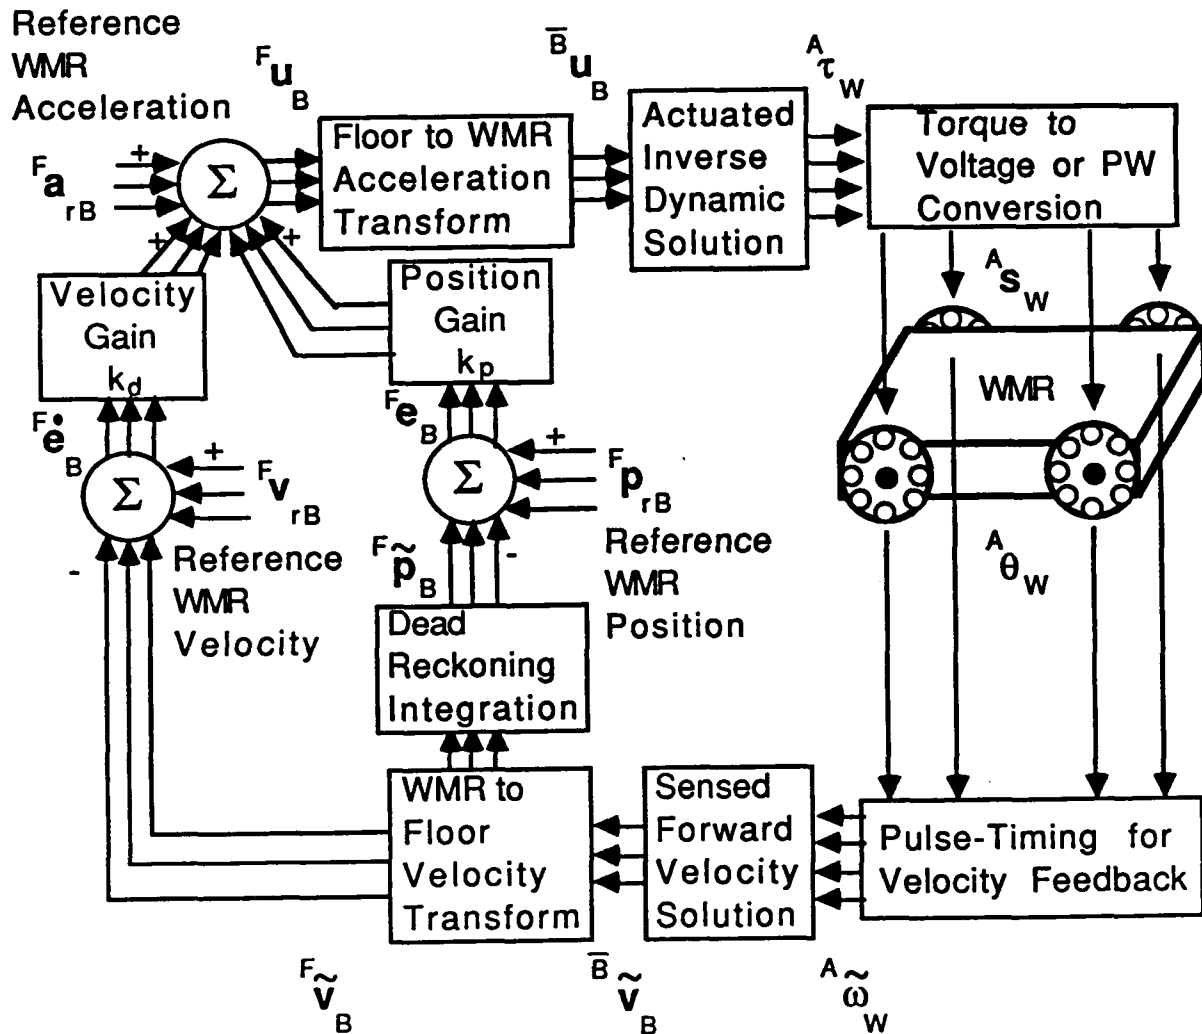 Reference
WMR
Acceleration
F u B
B̅ u B
A τ W
F a rB
+
Σ
+
+
Floor to WMR
Acceleration
Transform
Actuated
Inverse
Dynamic
Solution
Torque to
Voltage or PW
Conversion
A s W
Velocity
Gain
k d
Position
Gain
k p
WMR
F ė B
F e B
Σ
+
F v rB
Σ
+
F p rB
-
Reference
WMR
Velocity
F p̃ B
-
Reference
WMR
Position
A θ W
Dead
Reckoning
Integration
WMR to
Floor
Velocity
Transform
Sensed
Forward
Velocity
Solution
Pulse-Timing for
Velocity Feedback
F ṽ B
B̅ ṽ B
A ω̃ W